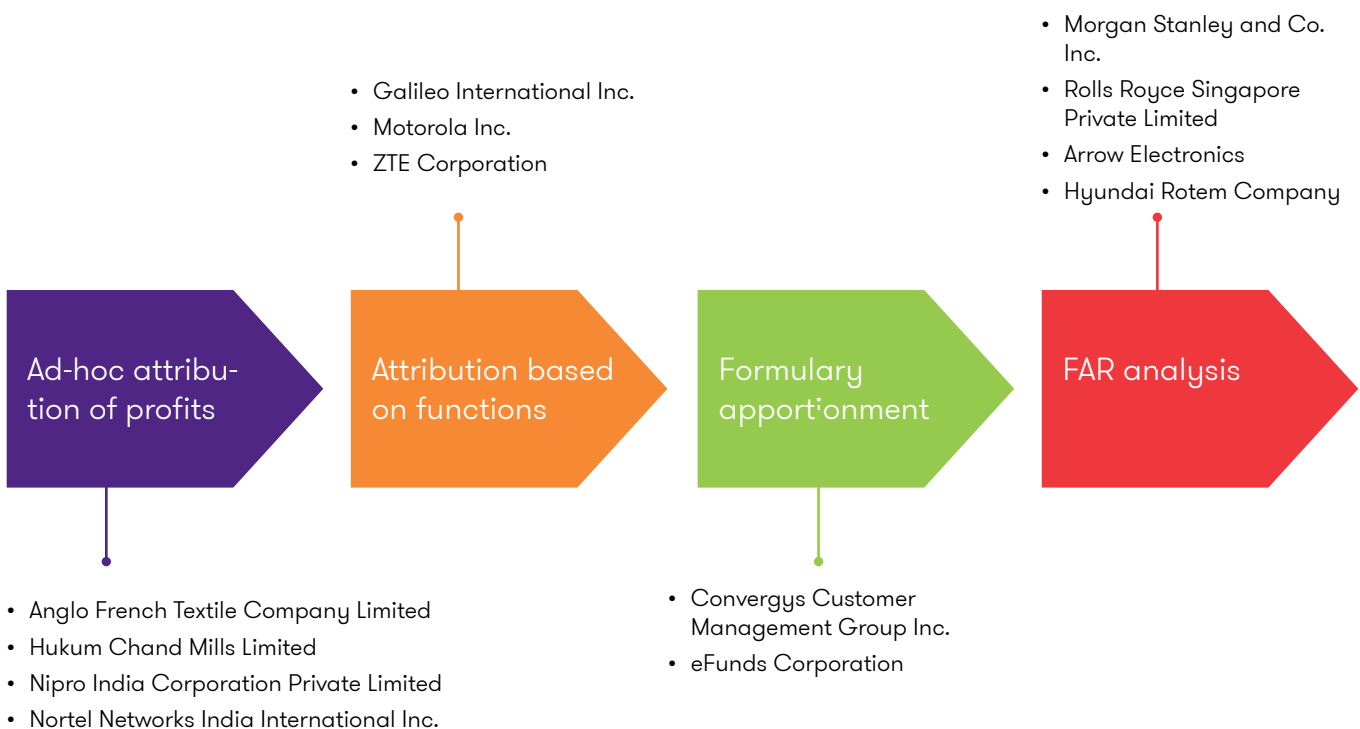 Ad-hoc attribu-
tion of profits
• Anglo French Textile Company Limited
• Hukum Chand Mills Limited
• Nipro India Corporation Private Limited
• Nortel Networks India International Inc.
• Galileo International Inc.
• Motorola Inc.
• ZTE Corporation
Attribution based
on functions
Formulary
apportionment
• Convergys Customer
Management Group Inc.
• eFunds Corporation
• Morgan Stanley and Co.
Inc.
• Rolls Royce Singapore
Private Limited
• Arrow Electronics
• Hyundai Rotem Company
FAR analysis